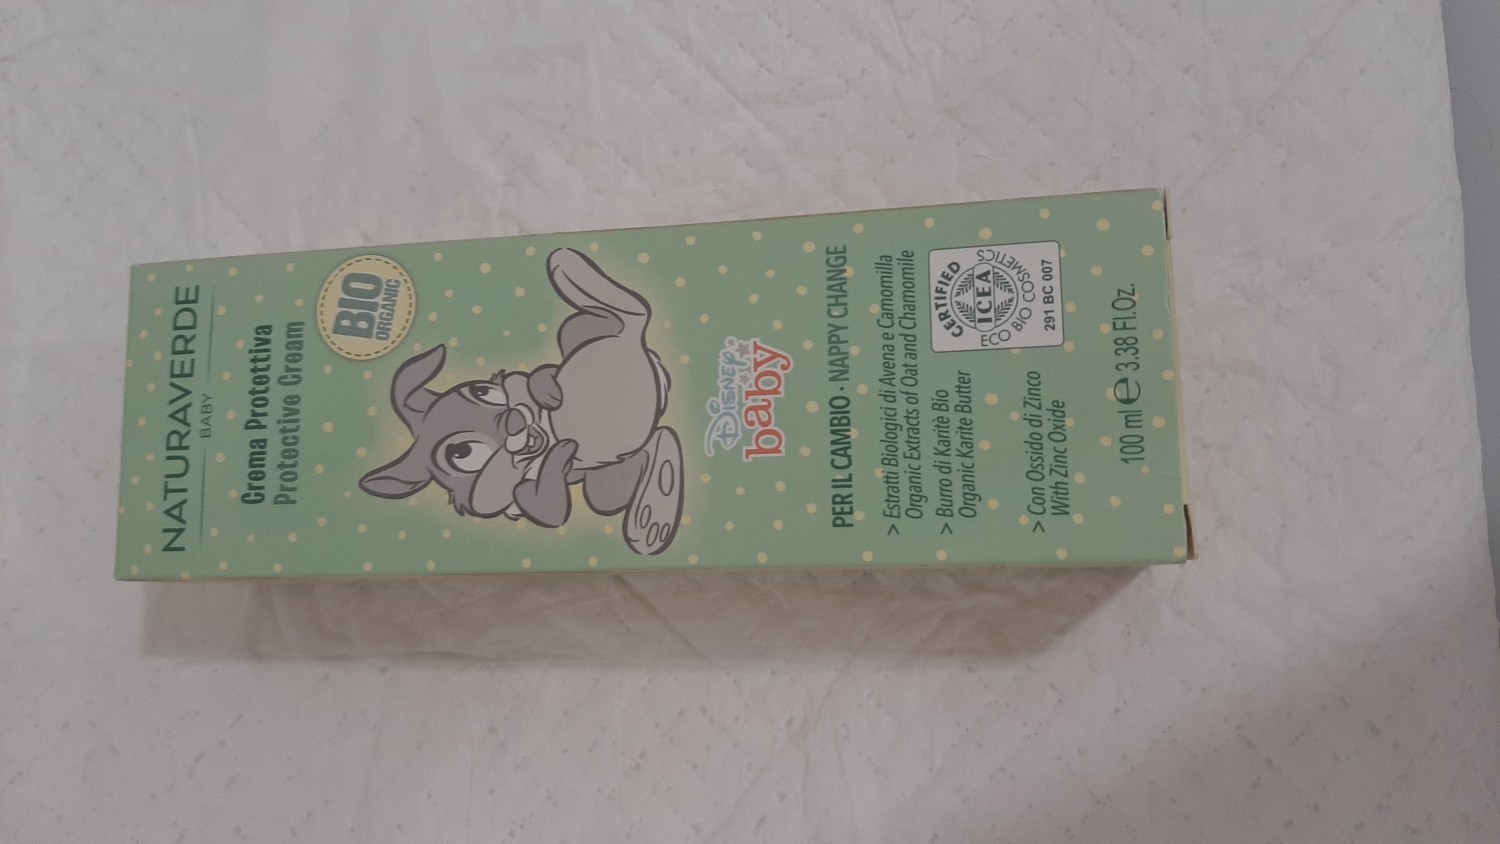 NATURAVERDE
BABY
Crema Protettiva
Protective Cream
BIO
ORGANIC
Disney
baby
PER IL CAMBIO • NAPPY CHANGE
> Estratti Biologici di Avena e Camomilla
Organic Extracts of Oat and Chamomile
> Burro di Karitè Bio
Organic Karite Butter
> Con Ossido di Zinco
With Zinc Oxide
CERTIFIED
ICEA
ECO BIO COSMETICS
291 BC 007
100 ml e 3.38 Fl.Oz.